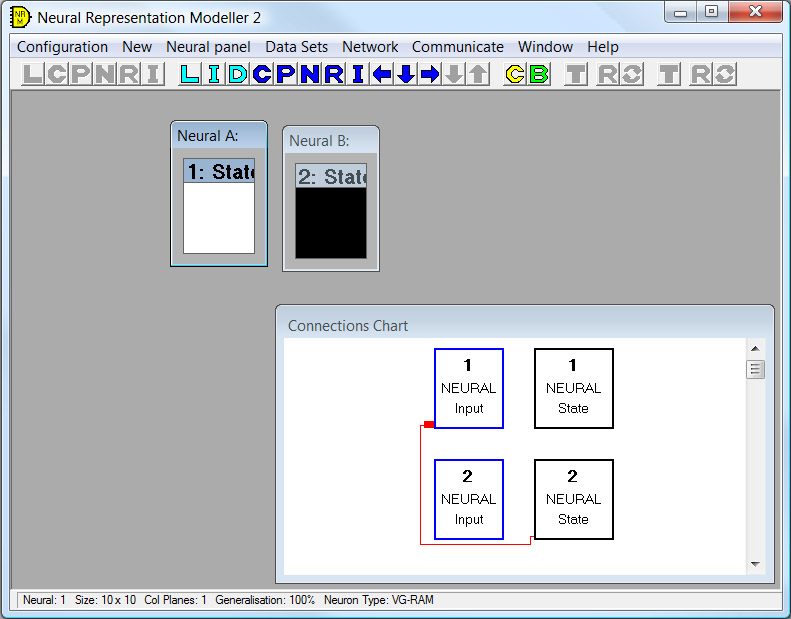 NR M Neural Representation Modeller 2
Configuration New Neural panel Data Sets Network Communicate Window Help
L C P N R I L I D C P N R I C B T R T R
Neural A:
1: State
Neural B:
2: State
Connections Chart
1 1
NEURAL NEURAL
Input State
2 2
NEURAL NEURAL
Input State
Neural: 1 Size: 10 x 10 Col Planes: 1 Generalisation: 100% Neuron Type: VG-RAM